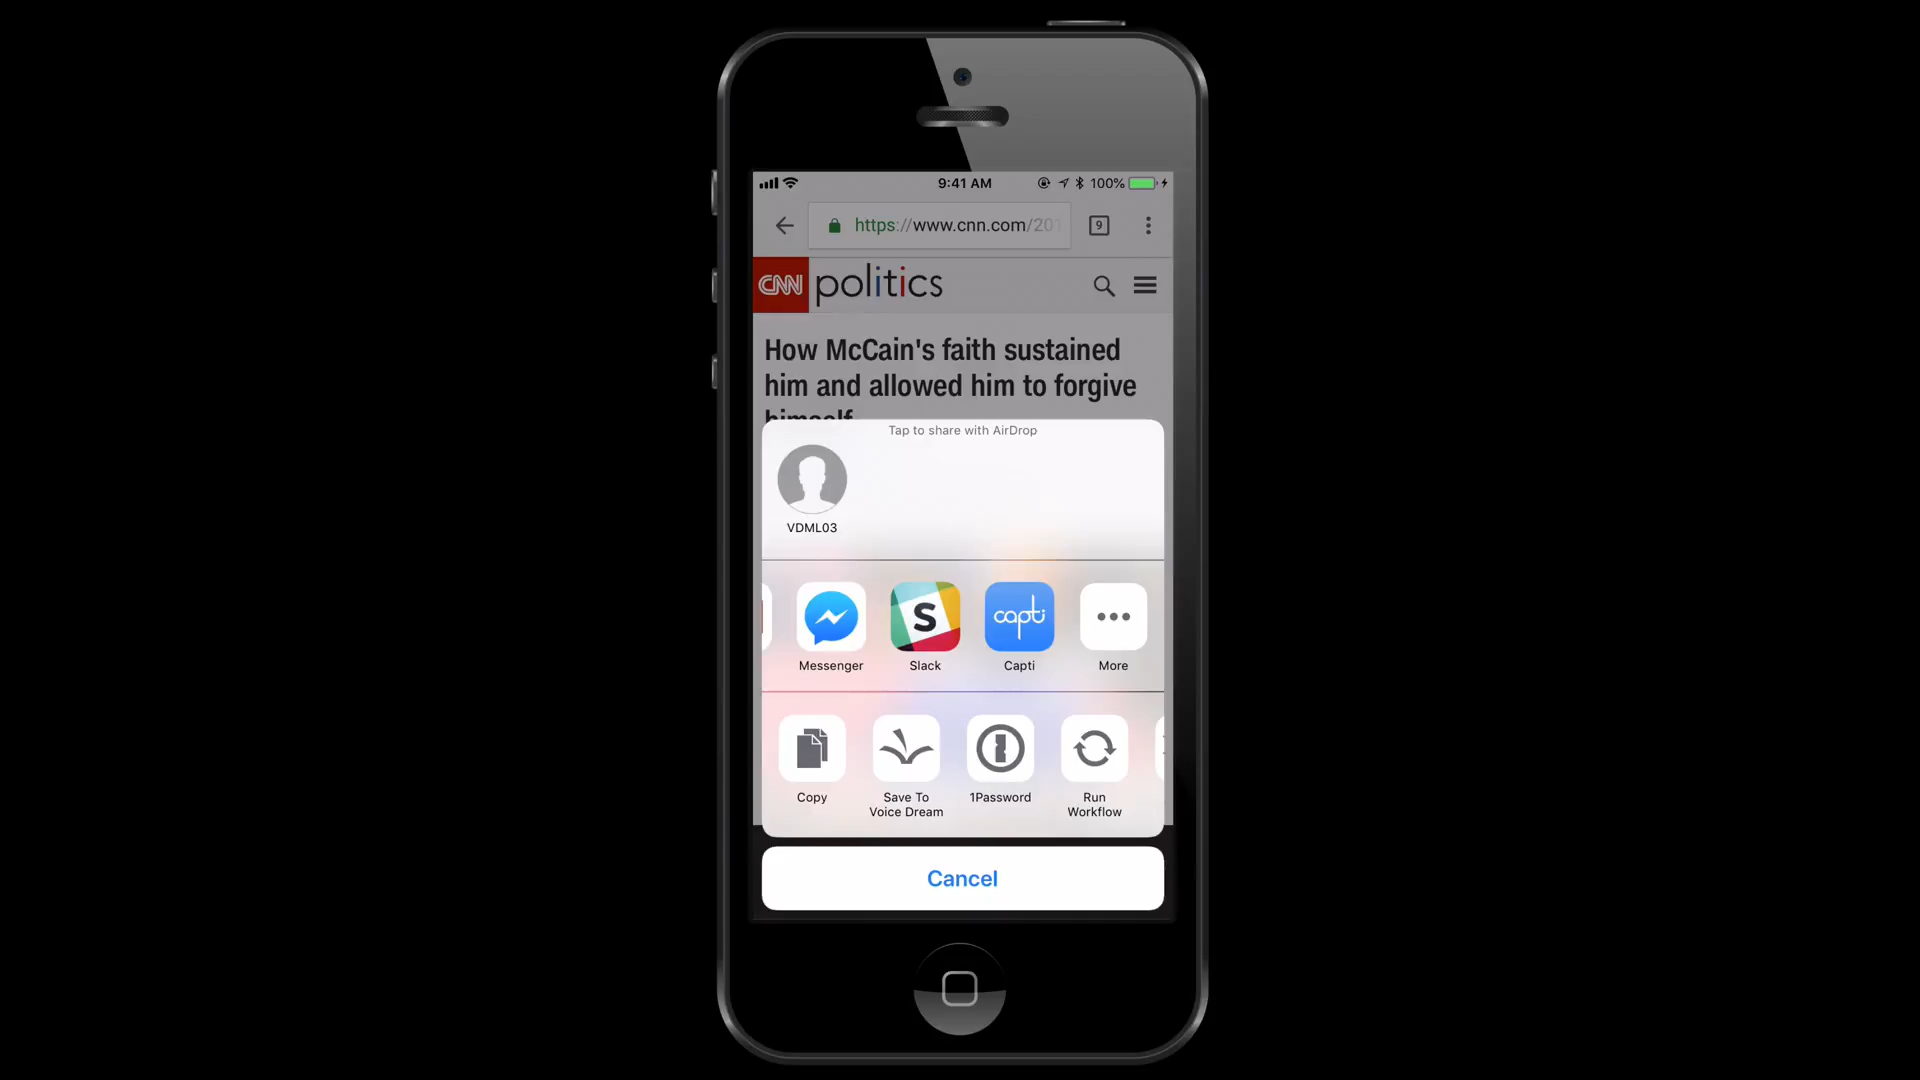 9:41 AM 100%
https://www.cnn.com/201
9
CNN politics
How McCain's faith sustained
him and allowed him to forgive
himself
Tap to share with AirDrop
VDML03
S capti
Messenger Slack Capti More
Copy Save To Voice Dream 1Password Run Workflow
Cancel